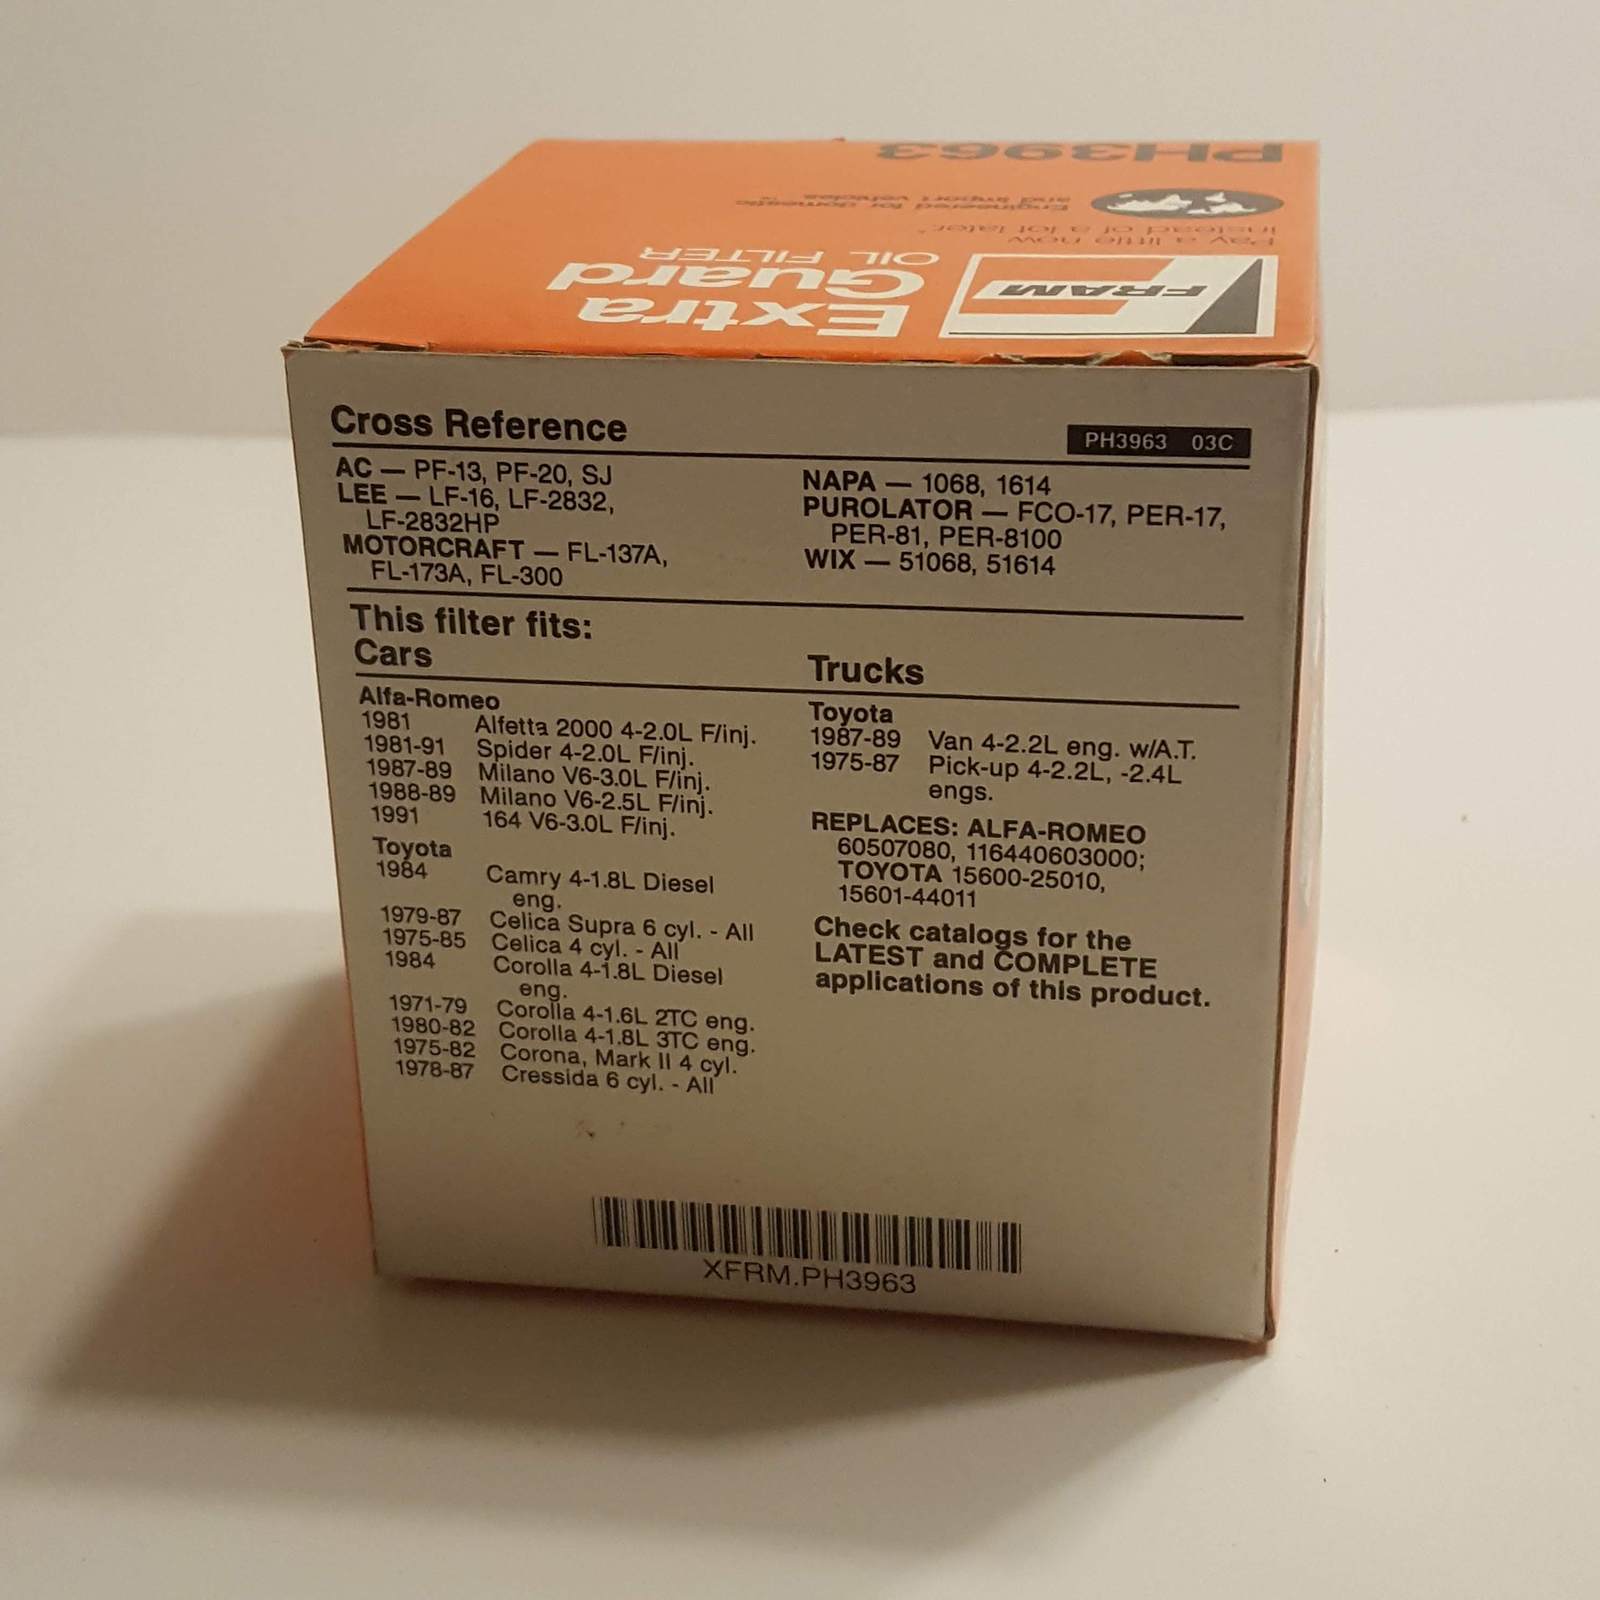 PH3963
Engineered for domestic
and import vehicles ™
Pay a little now
instead of a lot later.
FRAM
Extra
Guard
OIL FILTER
Cross Reference
PH3963 03C
AC — PF-13, PF-20, SJ
LEE — LF-16, LF-2832,
LF-2832HP
MOTORCRAFT — FL-137A,
FL-173A, FL-300
NAPA — 1068, 1614
PUROLATOR — FCO-17, PER-17,
PER-81, PER-8100
WIX — 51068, 51614
This filter fits:
Cars
Alfa-Romeo
1981 Alfetta 2000 4-2.0L F/inj.
1981-91 Spider 4-2.0L F/inj.
1987-89 Milano V6-3.0L F/inj.
1988-89 Milano V6-2.5L F/inj.
1991 164 V6-3.0L F/inj.
Toyota
1984 Camry 4-1.8L Diesel
eng.
1979-87 Celica Supra 6 cyl. - All
1975-85 Celica 4 cyl. - All
1984 Corolla 4-1.8L Diesel
eng.
1971-79 Corolla 4-1.6L 2TC eng.
1980-82 Corolla 4-1.8L 3TC eng.
1975-82 Corona, Mark II 4 cyl.
1978-87 Cressida 6 cyl. - All
Trucks
Toyota
1987-89 Van 4-2.2L eng. w/A.T.
1975-87 Pick-up 4-2.2L, -2.4L
engs.
REPLACES: ALFA-ROMEO
60507080, 116440603000;
TOYOTA 15600-25010,
15601-44011
Check catalogs for the
LATEST and COMPLETE
applications of this product.
XFRM.PH3963